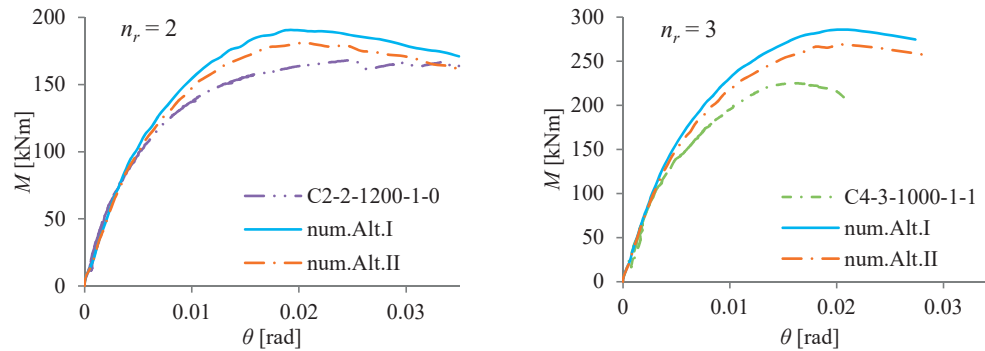 200
150
100
50
0
M [kNm]
n_r = 2
C2-2-1200-1-0
num.Alt.I
num.Alt.II
0 0.01 0.02 0.03
θ [rad]
300
250
200
150
100
50
0
M [kNm]
n_r = 3
C4-3-1000-1-1
num.Alt.I
num.Alt.II
0 0.01 0.02 0.03
θ [rad]